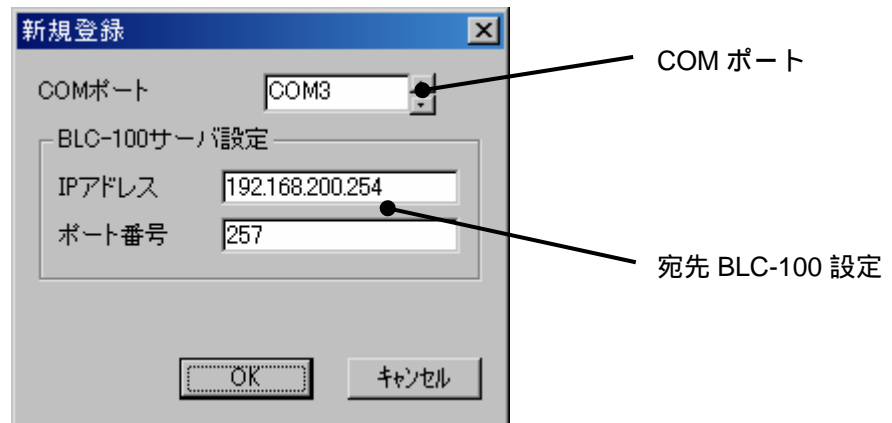 新規登録
COMポート COM3
COM ポート
BLC-100サーバ設定
IPアドレス 192.168.200.254
ポート番号 257
宛先 BLC-100 設定
OK キャンセル